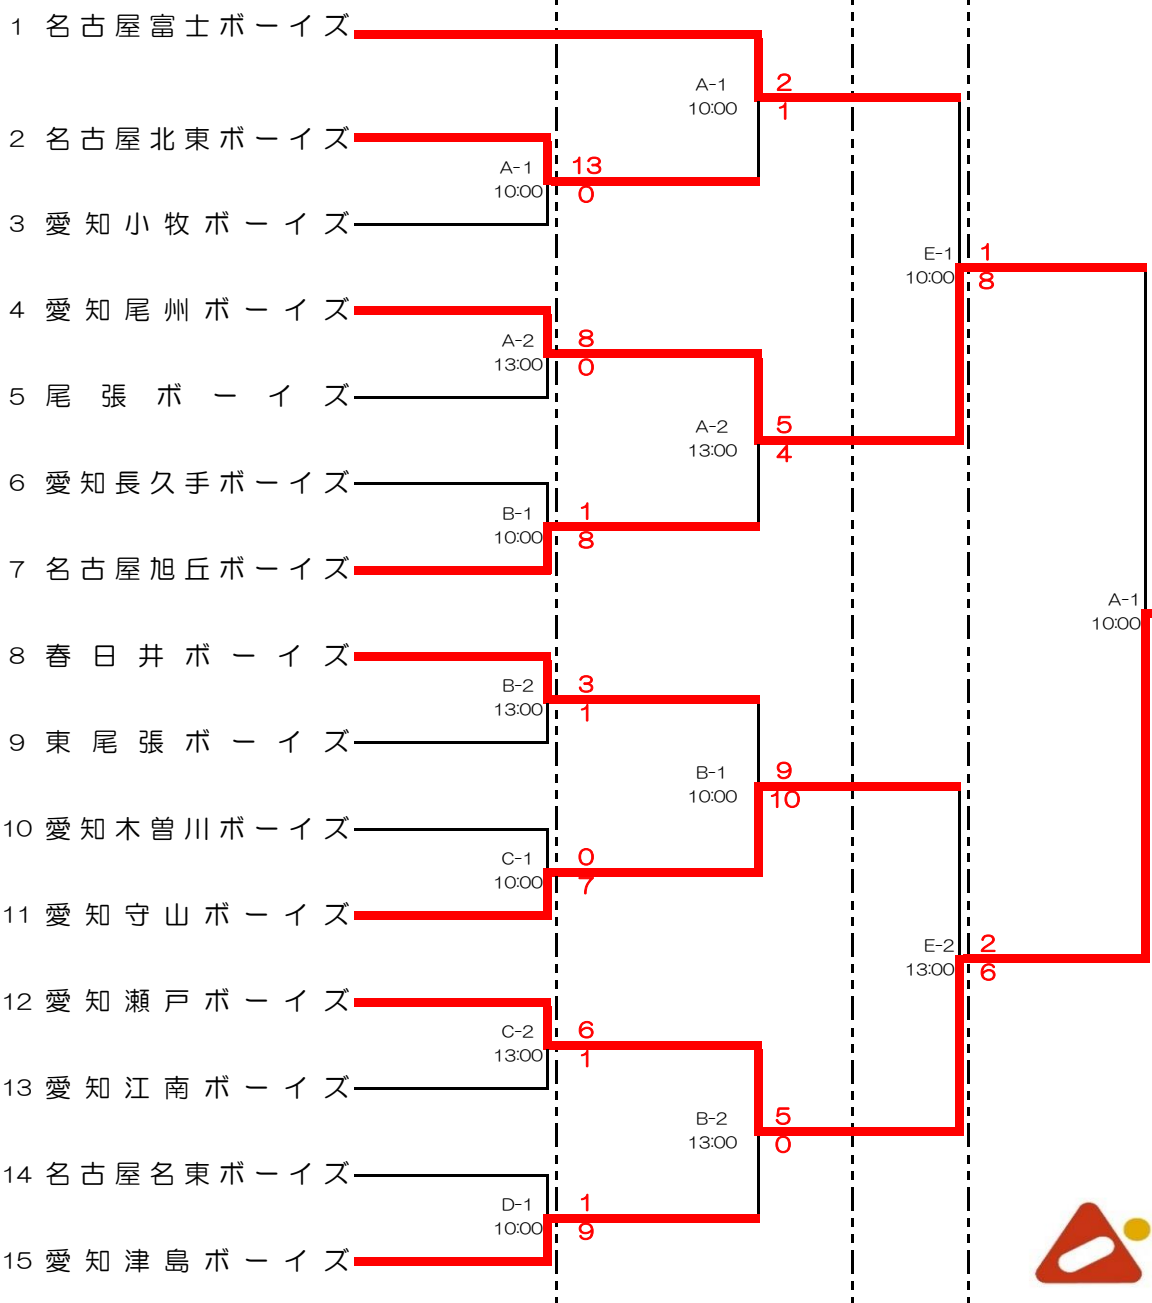 1 名古屋富士ボーイズ
A-1 2
10:00 1
2 名古屋北東ボーイズ
A-1 13
10:00 0
3 愛知小牧ボーイズ
E-1 1
10:00 8
4 愛知尾州ボーイズ
A-2 8
13:00 0
5 尾張ボーイズ
A-2 5
13:00 4
6 愛知長久手ボーイズ
B-1 1
10:00 8
7 名古屋旭丘ボーイズ
A-1
10:00
8 春日井ボーイズ
B-2 3
13:00 1
9 東尾張ボーイズ
B-1 9
10:00 10
10 愛知木曽川ボーイズ
C-1 0
10:00 7
11 愛知守山ボーイズ
E-2 2
13:00 6
12 愛知瀬戸ボーイズ
C-2 6
13:00 1
13 愛知江南ボーイズ
B-2 5
13:00 0
14 名古屋名東ボーイズ
D-1 1
10:00 9
15 愛知津島ボーイズ